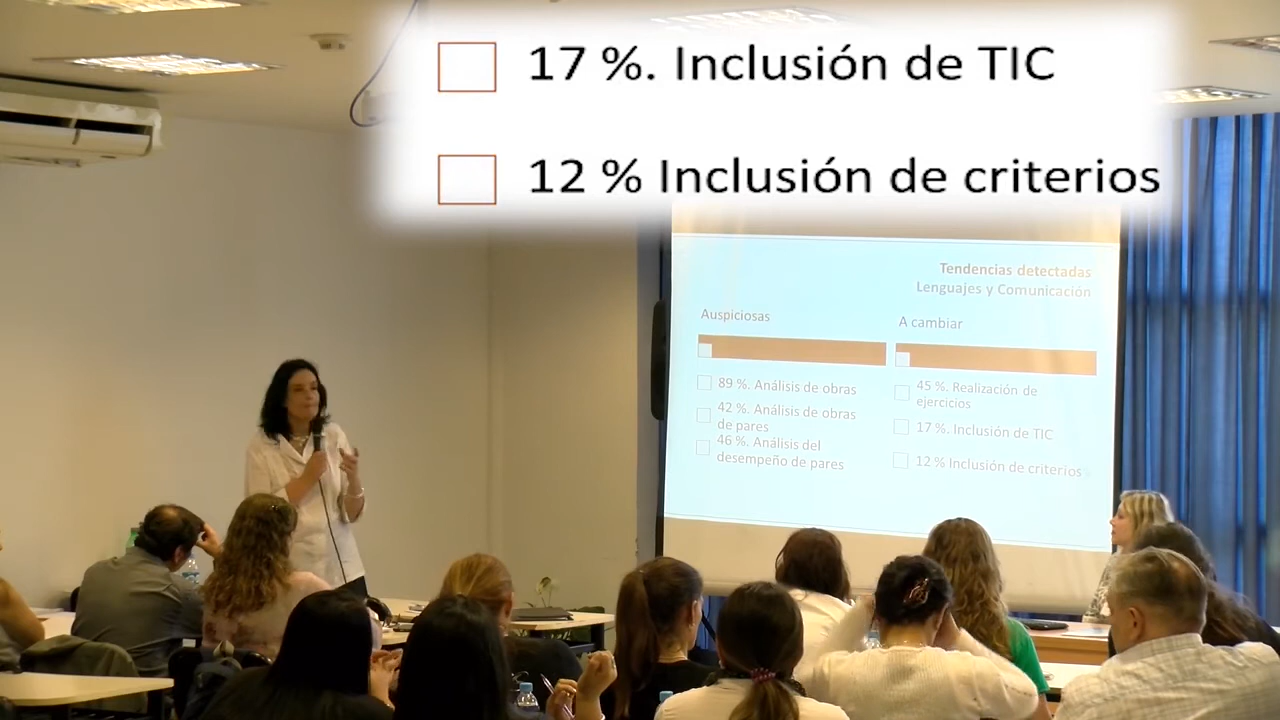 17 %. Inclusión de TIC
12 % Inclusión de criterios
Tendencias detectadas
Lenguajes y Comunicación
Auspiciosas
89 %. Análisis de obras
42 %. Análisis de obras
de pares
46 %. Análisis del
desempeño de pares
A cambiar
45 %. Realización de
ejercicios
17 %. Inclusión de TIC
12 % Inclusión de criterios